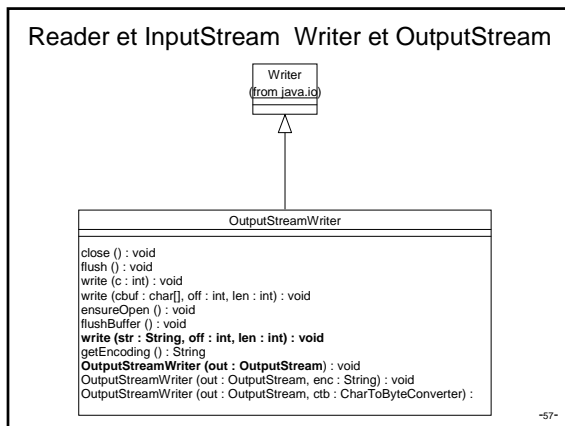 Reader et InputStream Writer et OutputStream
Writer
(from java.io)
OutputStreamWriter
close () : void
flush () : void
write (c : int) : void
write (cbuf : char[], off : int, len : int) : void
ensureOpen () : void
flushBuffer () : void
write (str : String, off : int, len : int) : void
getEncoding () : String
OutputStreamWriter (out : OutputStream) : void
OutputStreamWriter (out : OutputStream, enc : String) : void
OutputStreamWriter (out : OutputStream, ctb : CharToByteConverter) :
-57-